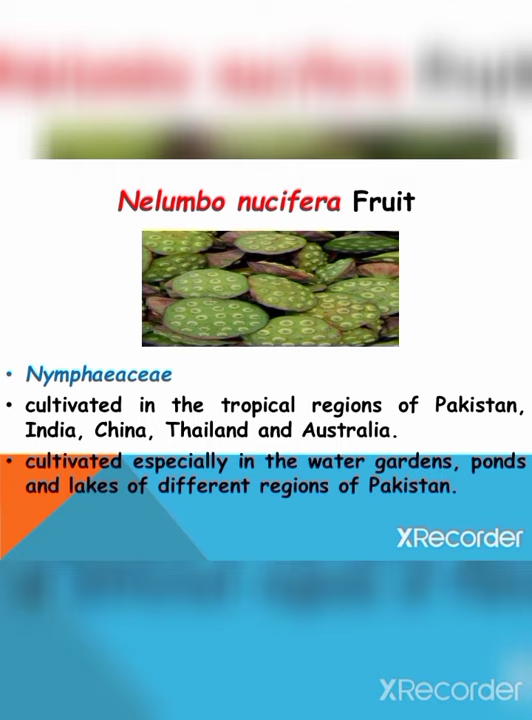 Nelumbo nucifera Fruit
• Nymphaeaceae
• cultivated in the tropical regions of Pakistan,
India, China, Thailand and Australia.
• cultivated especially in the water gardens, ponds
and lakes of different regions of Pakistan.
XRecorder
XRecorder